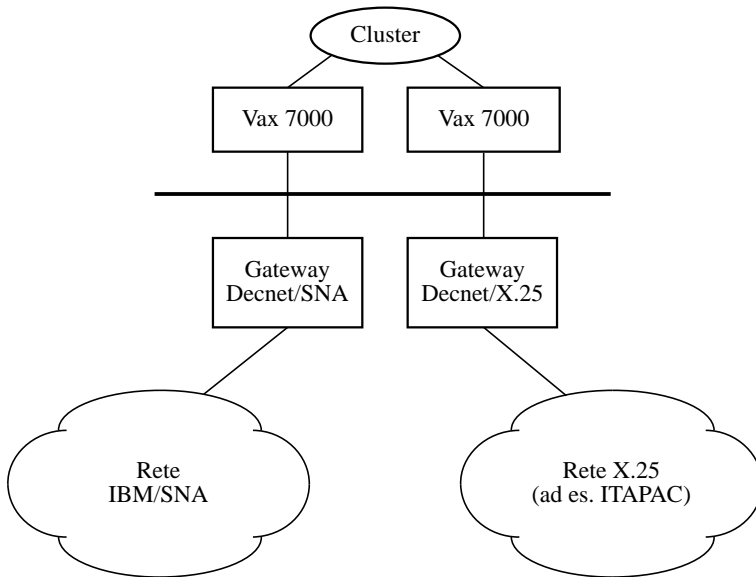 Cluster
Vax 7000
Vax 7000
Gateway
Decnet/SNA
Gateway
Decnet/X.25
Rete
IBM/SNA
Rete X.25
(ad es. ITAPAC)